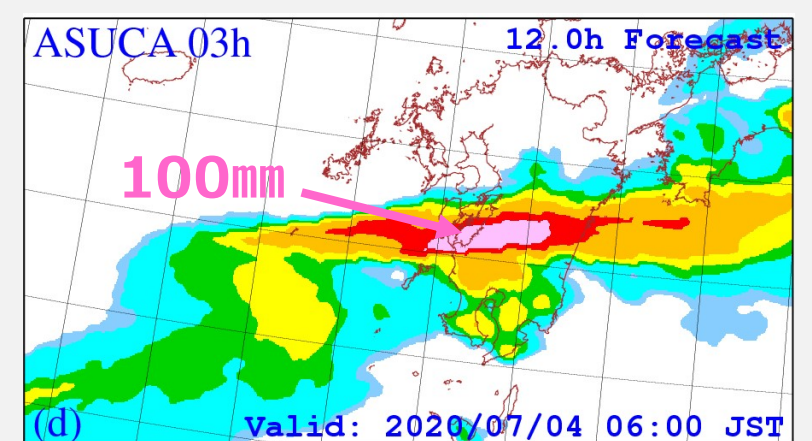 ASUCA 03h
12.0h Forecast
100mm
(d)
Valid: 2020/07/04 06:00 JST